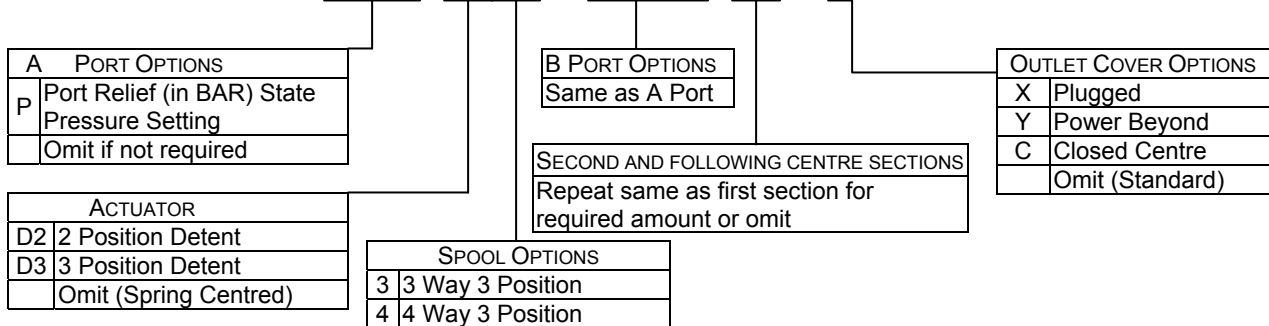 A PORT OPTIONS
P Port Relief (in BAR) State
Pressure Setting
Omit if not required
ACTUATOR
D2 2 Position Detent
D3 3 Position Detent
Omit (Spring Centred)
SPOOL OPTIONS
3 3 Way 3 Position
4 4 Way 3 Position
B PORT OPTIONS
Same as A Port
SECOND AND FOLLOWING CENTRE SECTIONS
Repeat same as first section for
required amount or omit
OUTLET COVER OPTIONS
X Plugged
Y Power Beyond
C Closed Centre
Omit (Standard)